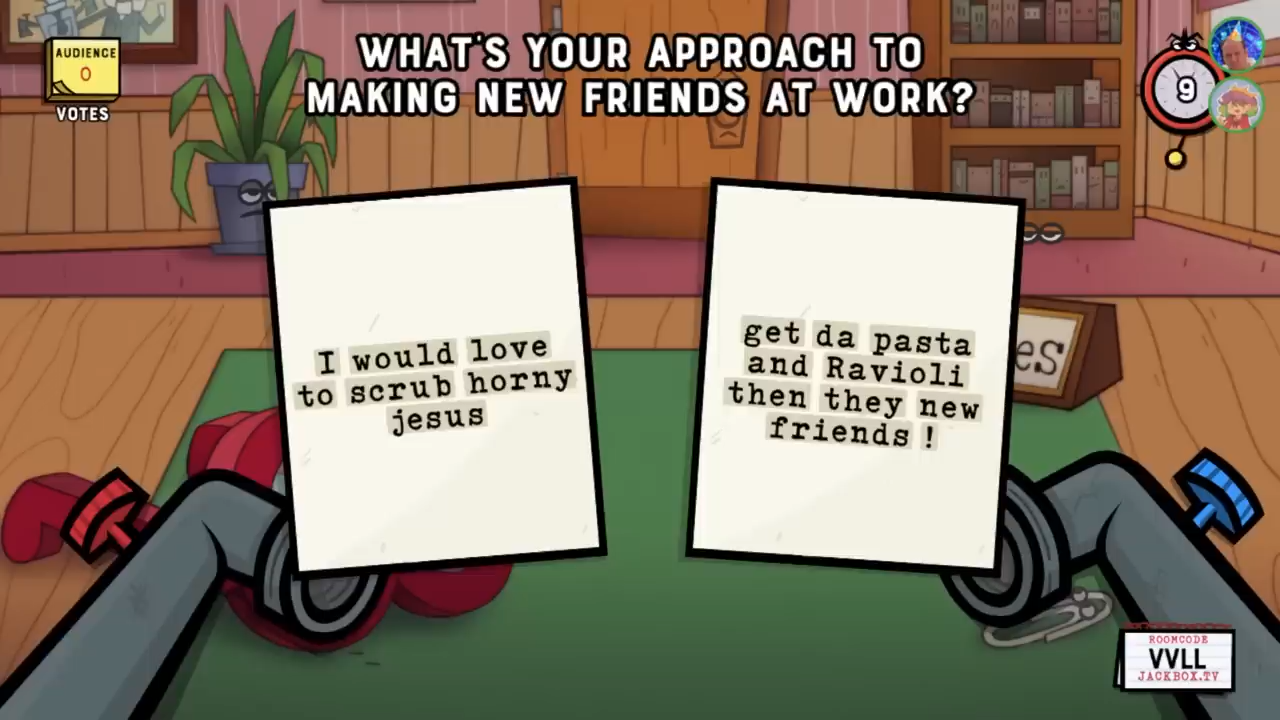 AUDIENCE
0
VOTES
WHAT'S YOUR APPROACH TO
MAKING NEW FRIENDS AT WORK?
9
I would love
to scrub horny
jesus
get da pasta
and Ravioli
then they new
friends !
es
ROOMCODE
VVLL
JACKBOX.TV